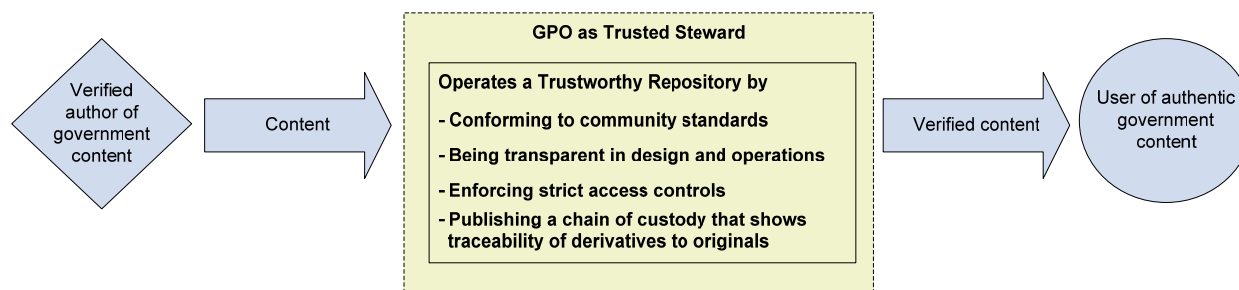 Verified
author of
government
content
Content
GPO as Trusted Steward
Operates a Trustworthy Repository by
- Conforming to community standards
- Being transparent in design and operations
- Enforcing strict access controls
- Publishing a chain of custody that shows
traceability of derivatives to originals
Verified content
User of authentic
government
content